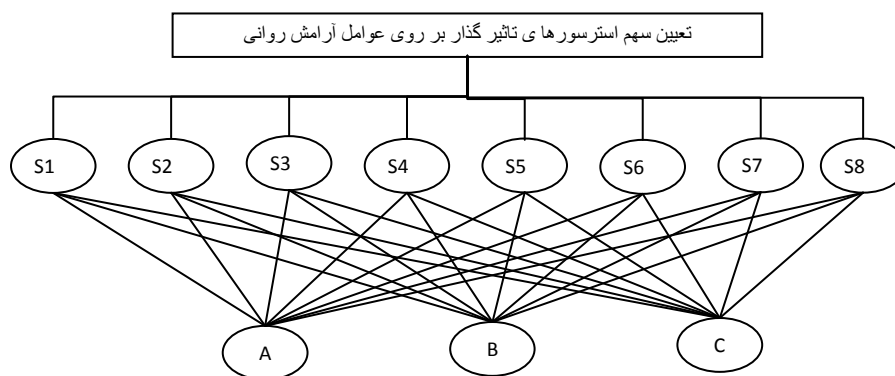 تعیین سهم استرسورها ی تاثیر گذار بر روی عوامل آرامش روانی
S1 S2 S3 S4 S5 S6 S7 S8
A B C